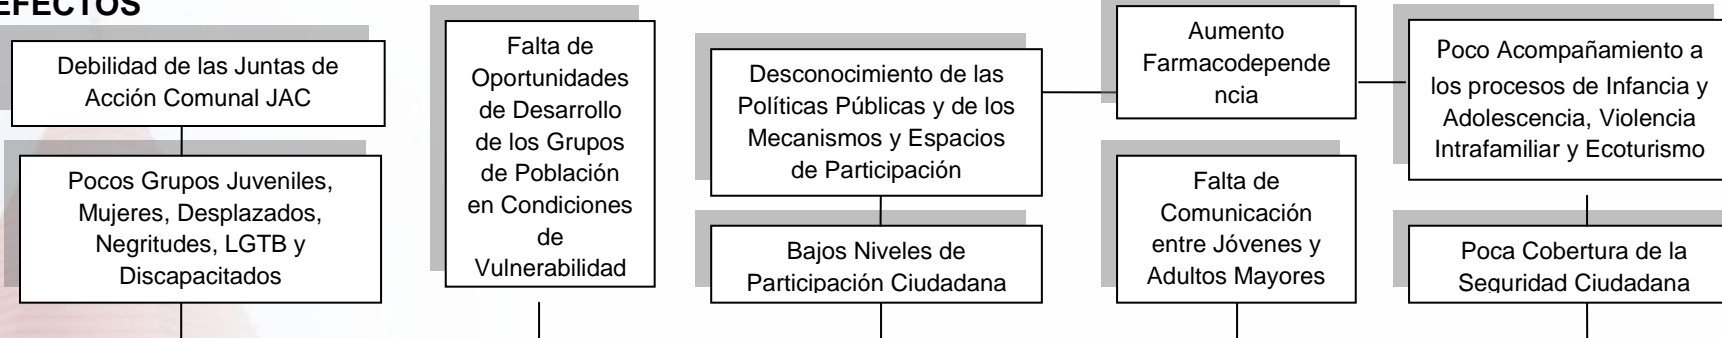 EFECTOS
Debilidad de las Juntas de
Acción Comunal JAC
Pocos Grupos Juveniles,
Mujeres, Desplazados,
Negritudes, LGTB y
Discapacitados
Falta de
Oportunidades
de Desarrollo
de los Grupos
de Población
en Condiciones
de
Vulnerabilidad
Desconocimiento de las
Políticas Públicas y de los
Mecanismos y Espacios
de Participación
Bajos Niveles de
Participación Ciudadana
Aumento
Farmacodepende
ncia
Falta de
Comunicación
entre Jóvenes y
Adultos Mayores
Poco Acompañamiento a
los procesos de Infancia y
Adolescencia, Violencia
Intrafamiliar y Ecoturismo
Poca Cobertura de la
Seguridad Ciudadana